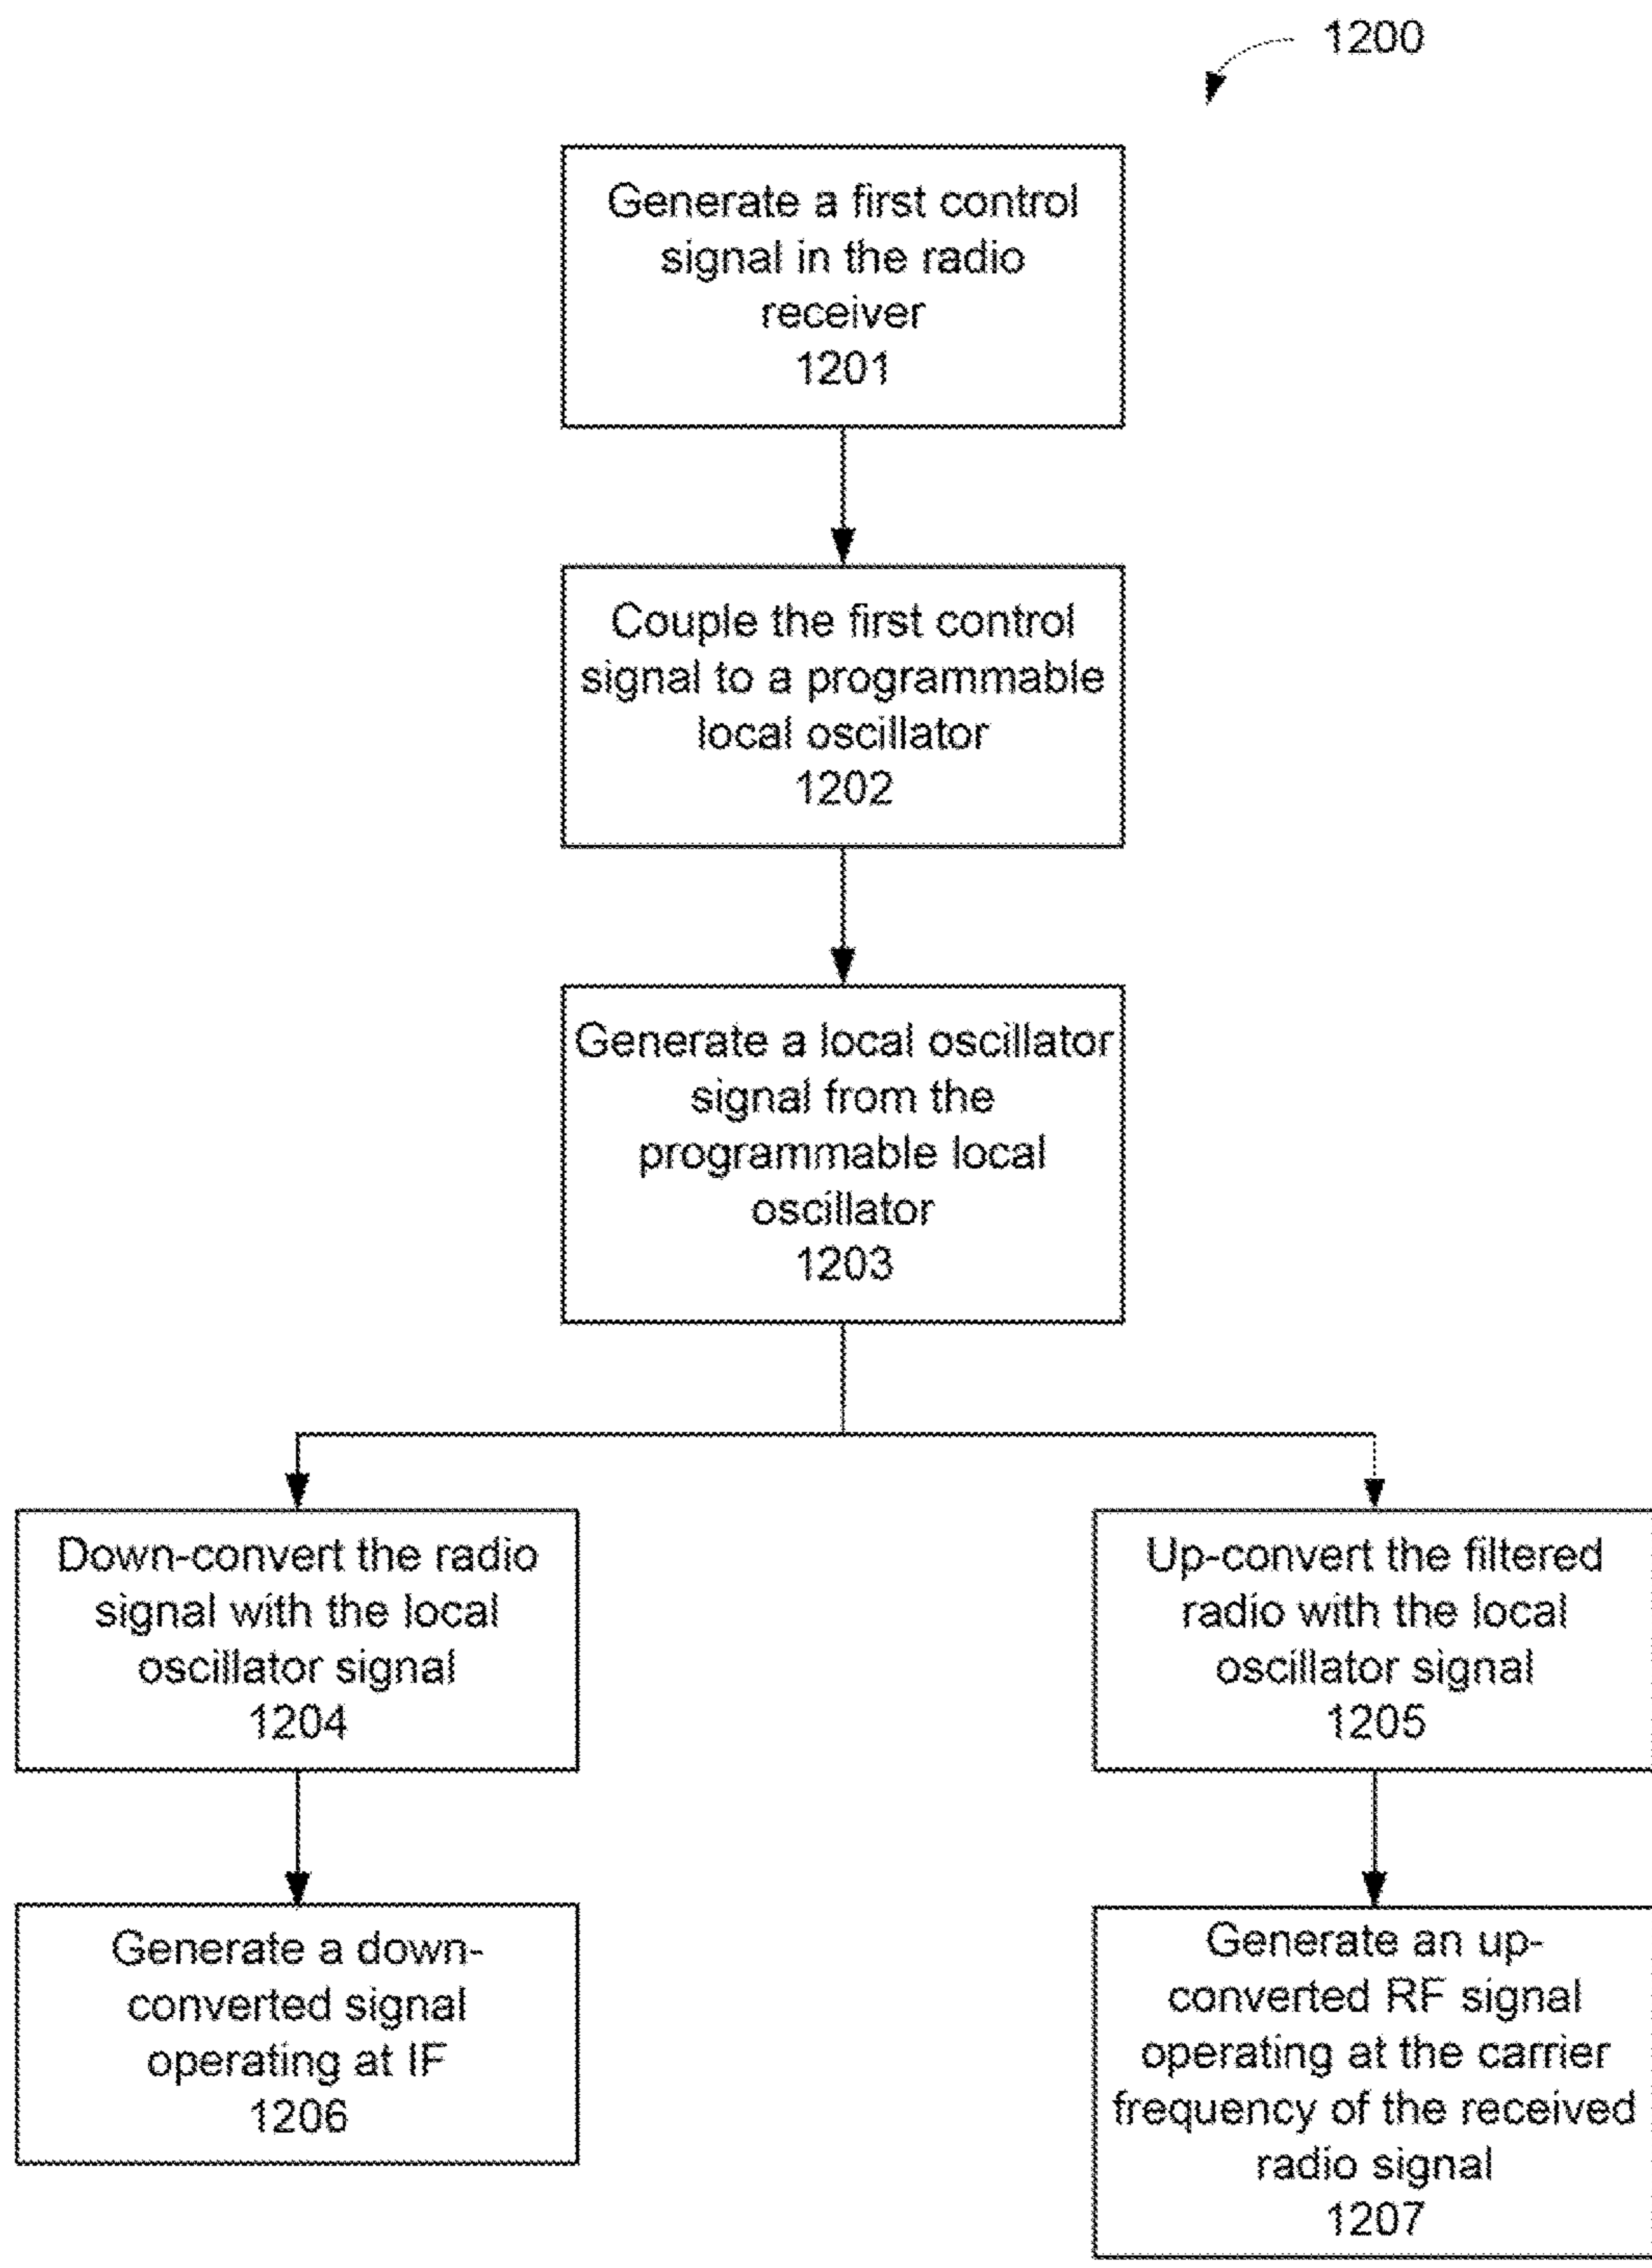 1200
Generate a first control
signal in the radio
receiver
1201
Couple the first control
signal to a programmable
local oscillator
1202
Generate a local oscillator
signal from the
programmable local
oscillator
1203
Down-convert the radio
signal with the local
oscillator signal
1204
Up-convert the filtered
radio with the local
oscillator signal
1205
Generate a down-
converted signal
operating at IF
1206
Generate an up-
converted RF signal
operating at the carrier
frequency of the received
radio signal
1207